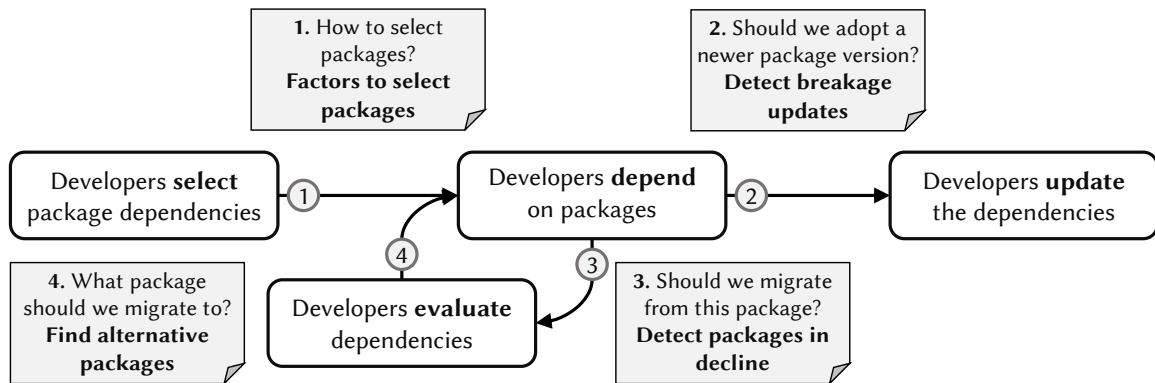 1. How to select
packages?
Factors to select
packages
2. Should we adopt a
newer package version?
Detect breakage
updates
Developers select
package dependencies
1
Developers depend
on packages
2
Developers update
the dependencies
4
3
4. What package
should we migrate to?
Find alternative
packages
Developers evaluate
dependencies
3. Should we migrate
from this package?
Detect packages in
decline